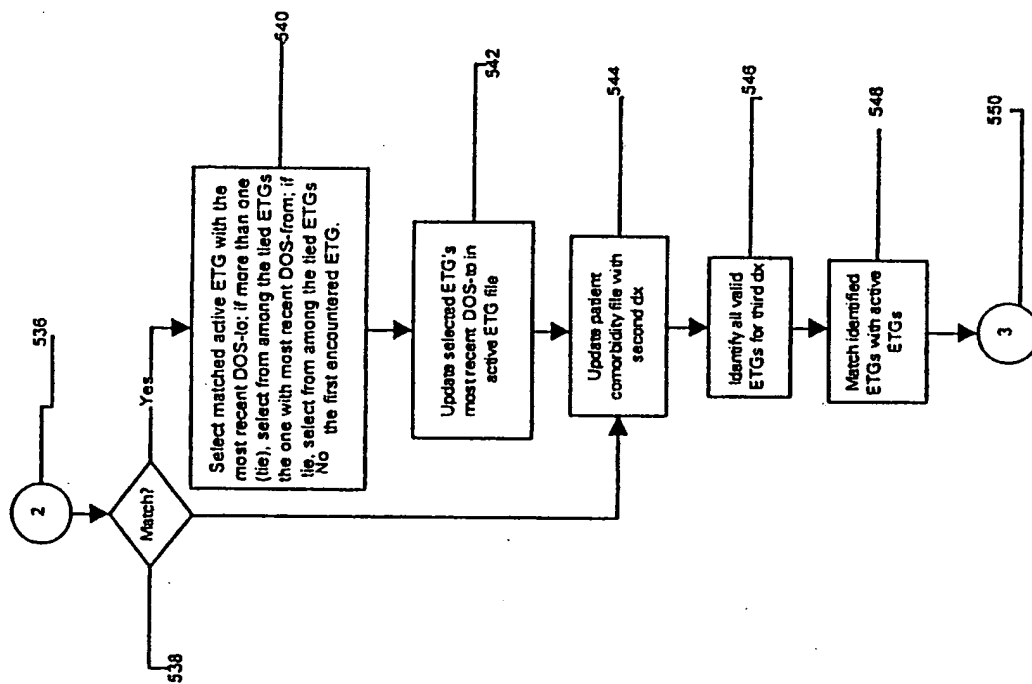 2
536
Match?
538
Yes
Select matched active ETG with the
most recent DOS-to: if more than one
(tie), select from among the tied ETGs
the one with most recent DOS-from; if
tie, select from among the tied ETGs
No the first encountered ETG.
540
Update selected ETG's
most recent DOS-to in
active ETG file
542
Update patient
comorbidity file with
second dx
544
Identify all valid
ETGs for third dx
546
Match identified
ETGs with active
ETGs
548
3
550